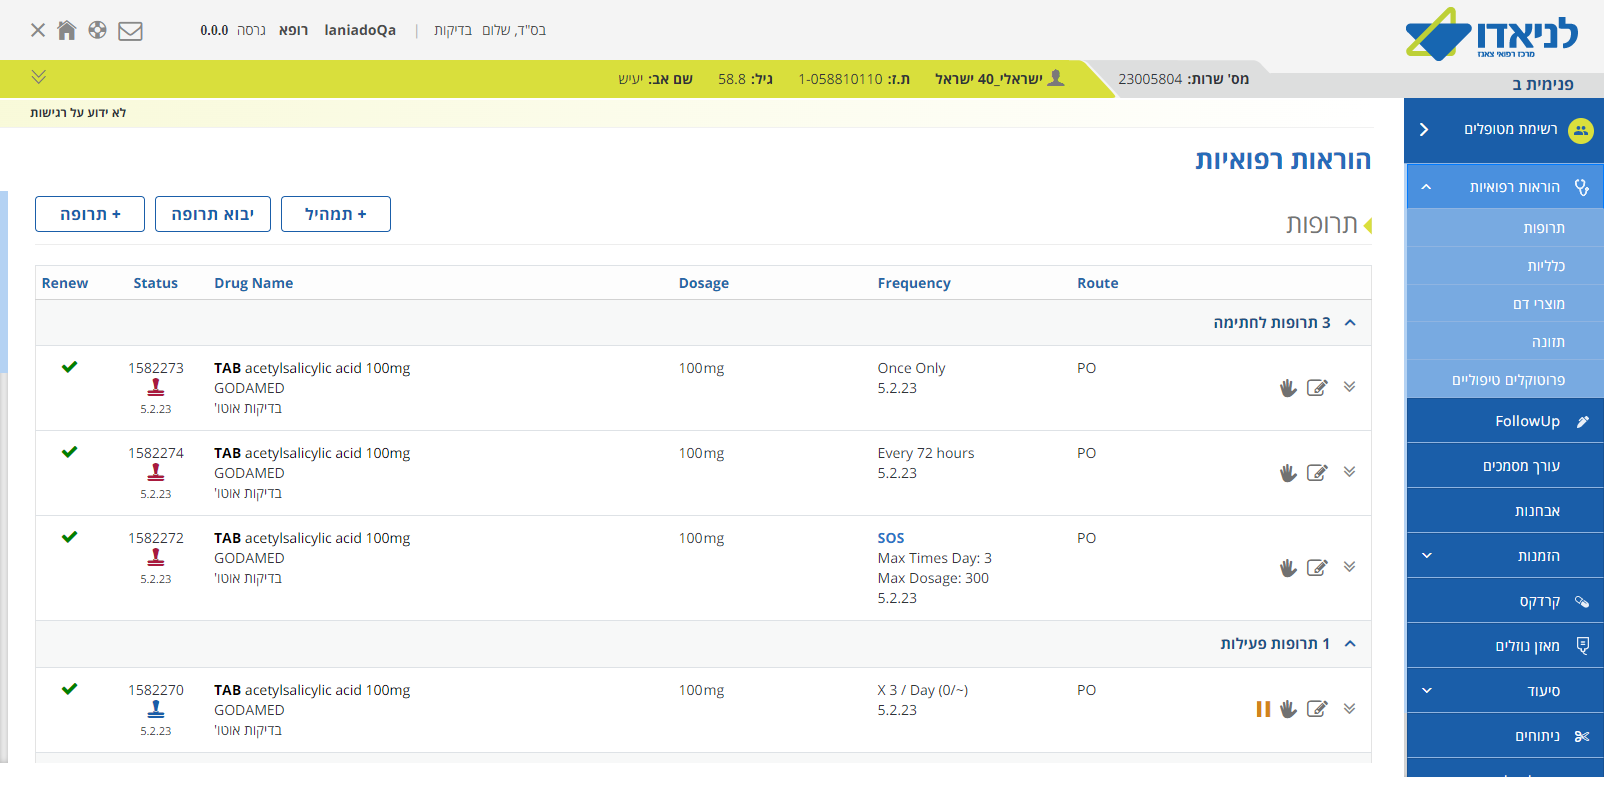 בס"ד, שלום בדיקות | laniadoQa רופא גרסה 0.0.0
לניאדו
מרכז רפואי צאנז
פנימית ב
מס' שרות: 23005804
ישראלי_40 ישראל ת.ז: 1-058810110 גיל: 58.8 שם אב: יעיש
לא ידוע על רגישות
רשימת מטופלים
הוראות רפואיות
תרופות
כלליות
מוצרי דם
תזונה
פרוטוקלים טיפוליים
FollowUp
עורך מסמכים
אבחנות
הזמנות
קרדקס
מאזן נוזלים
סיעוד
ניתוחים
הוראות רפואיות
תרופות
+ תמהיל
יבוא תרופה
+ תרופה
Renew Status Drug Name Dosage Frequency Route
3 תרופות לחתימה
1582273 TAB acetylsalicylic acid 100mg 100mg Once Only PO
GODAMED 5.2.23
5.2.23 בדיקות אוטו'
1582274 TAB acetylsalicylic acid 100mg 100mg Every 72 hours PO
GODAMED 5.2.23
5.2.23 בדיקות אוטו'
1582272 TAB acetylsalicylic acid 100mg 100mg SOS PO
GODAMED Max Times Day: 3
5.2.23 בדיקות אוטו' Max Dosage: 300
5.2.23
1 תרופות פעילות
1582270 TAB acetylsalicylic acid 100mg 100mg X 3 / Day (0/~) PO
GODAMED 5.2.23
5.2.23 בדיקות אוטו'